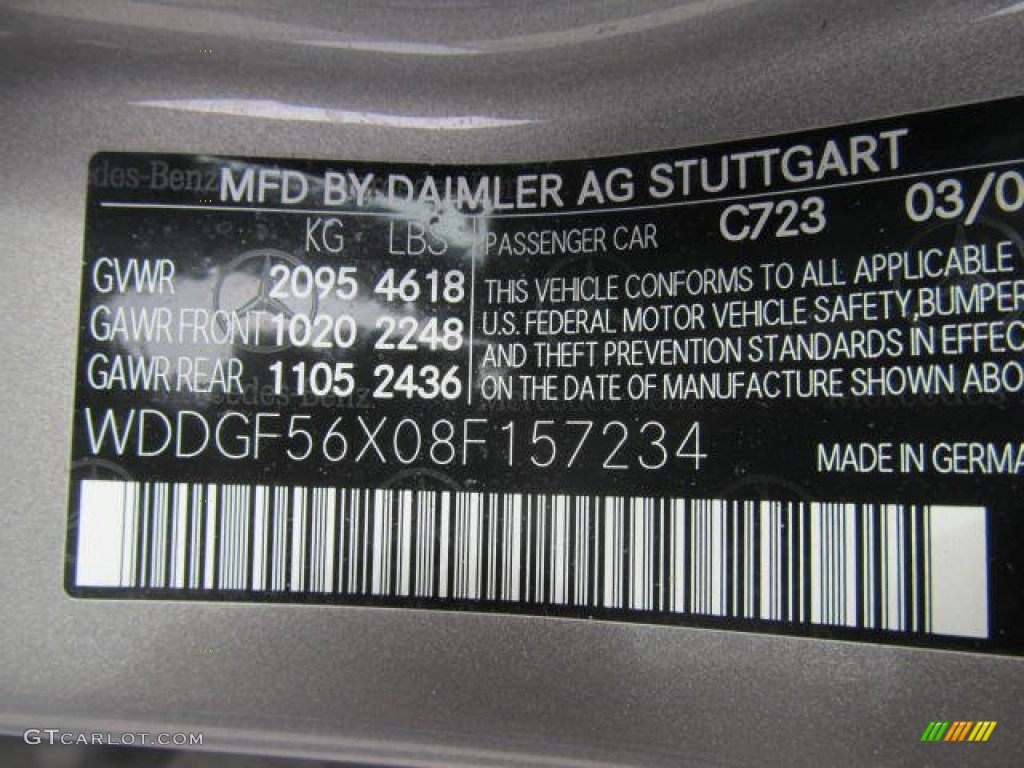 MFD BY DAIMLER AG STUTTGART
C723 03/0
KG LBS
PASSENGER CAR
GVWR 2095 4618
GAWR FRONT 1020 2248
GAWR REAR 1105 2436
THIS VEHICLE CONFORMS TO ALL APPLICABLE
U.S. FEDERAL MOTOR VEHICLE SAFETY, BUMPER
AND THEFT PREVENTION STANDARDS IN EFFEC
ON THE DATE OF MANUFACTURE SHOWN ABO
WDDGF56X08F157234
MADE IN GERMA
GTCARLOT.COM